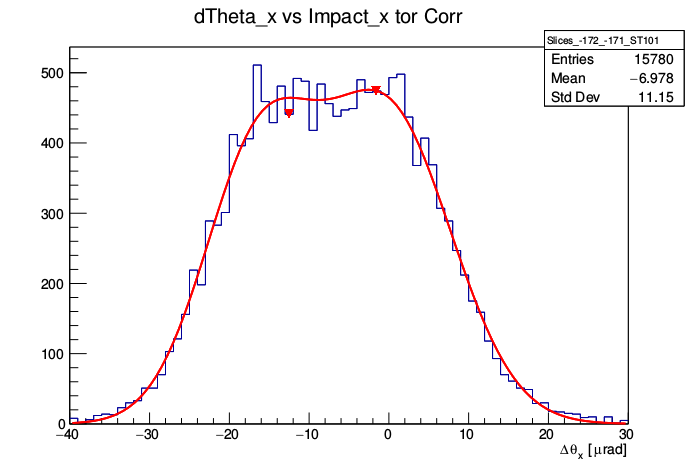 dTheta_x vs Impact_x tor Corr
Slices_-172_-171_ST101
Entries 15780
Mean −6.978
Std Dev 11.15
500
400
300
200
100
0
−40 −30 −20 −10 0 10 20 30
Δθx [μrad]